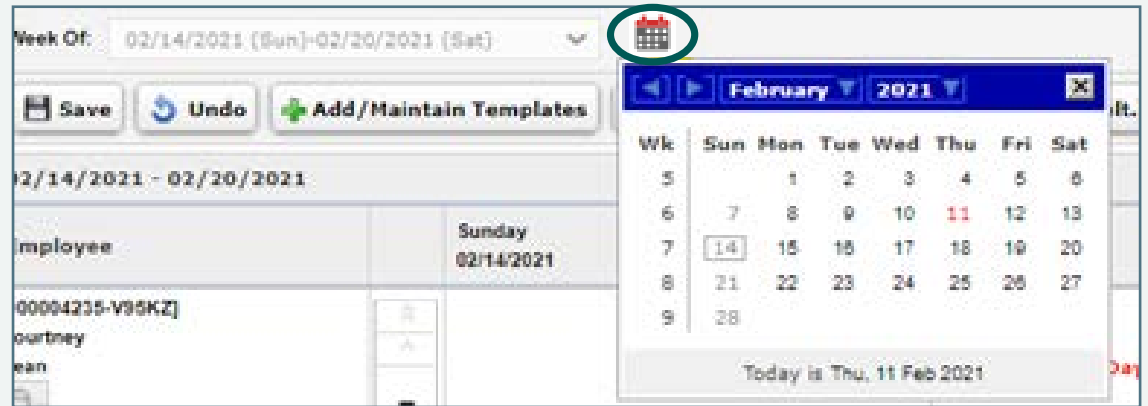 Week Of: 02/14/2021 (Sun)-02/20/2021 (Sat)
Save Undo Add/Maintain Templates lt.
02/14/2021 - 02/20/2021
Employee Sunday
02/14/2021
00004235-V95KZ]
ourtney
ean
February 2021
Wk Sun Mon Tue Wed Thu Fri Sat
5 1 2 3 4 5 6
6 7 8 9 10 11 12 13
7 14 15 16 17 18 19 20
8 21 22 23 24 25 26 27
9 28
Today is Thu, 11 Feb 2021
Day